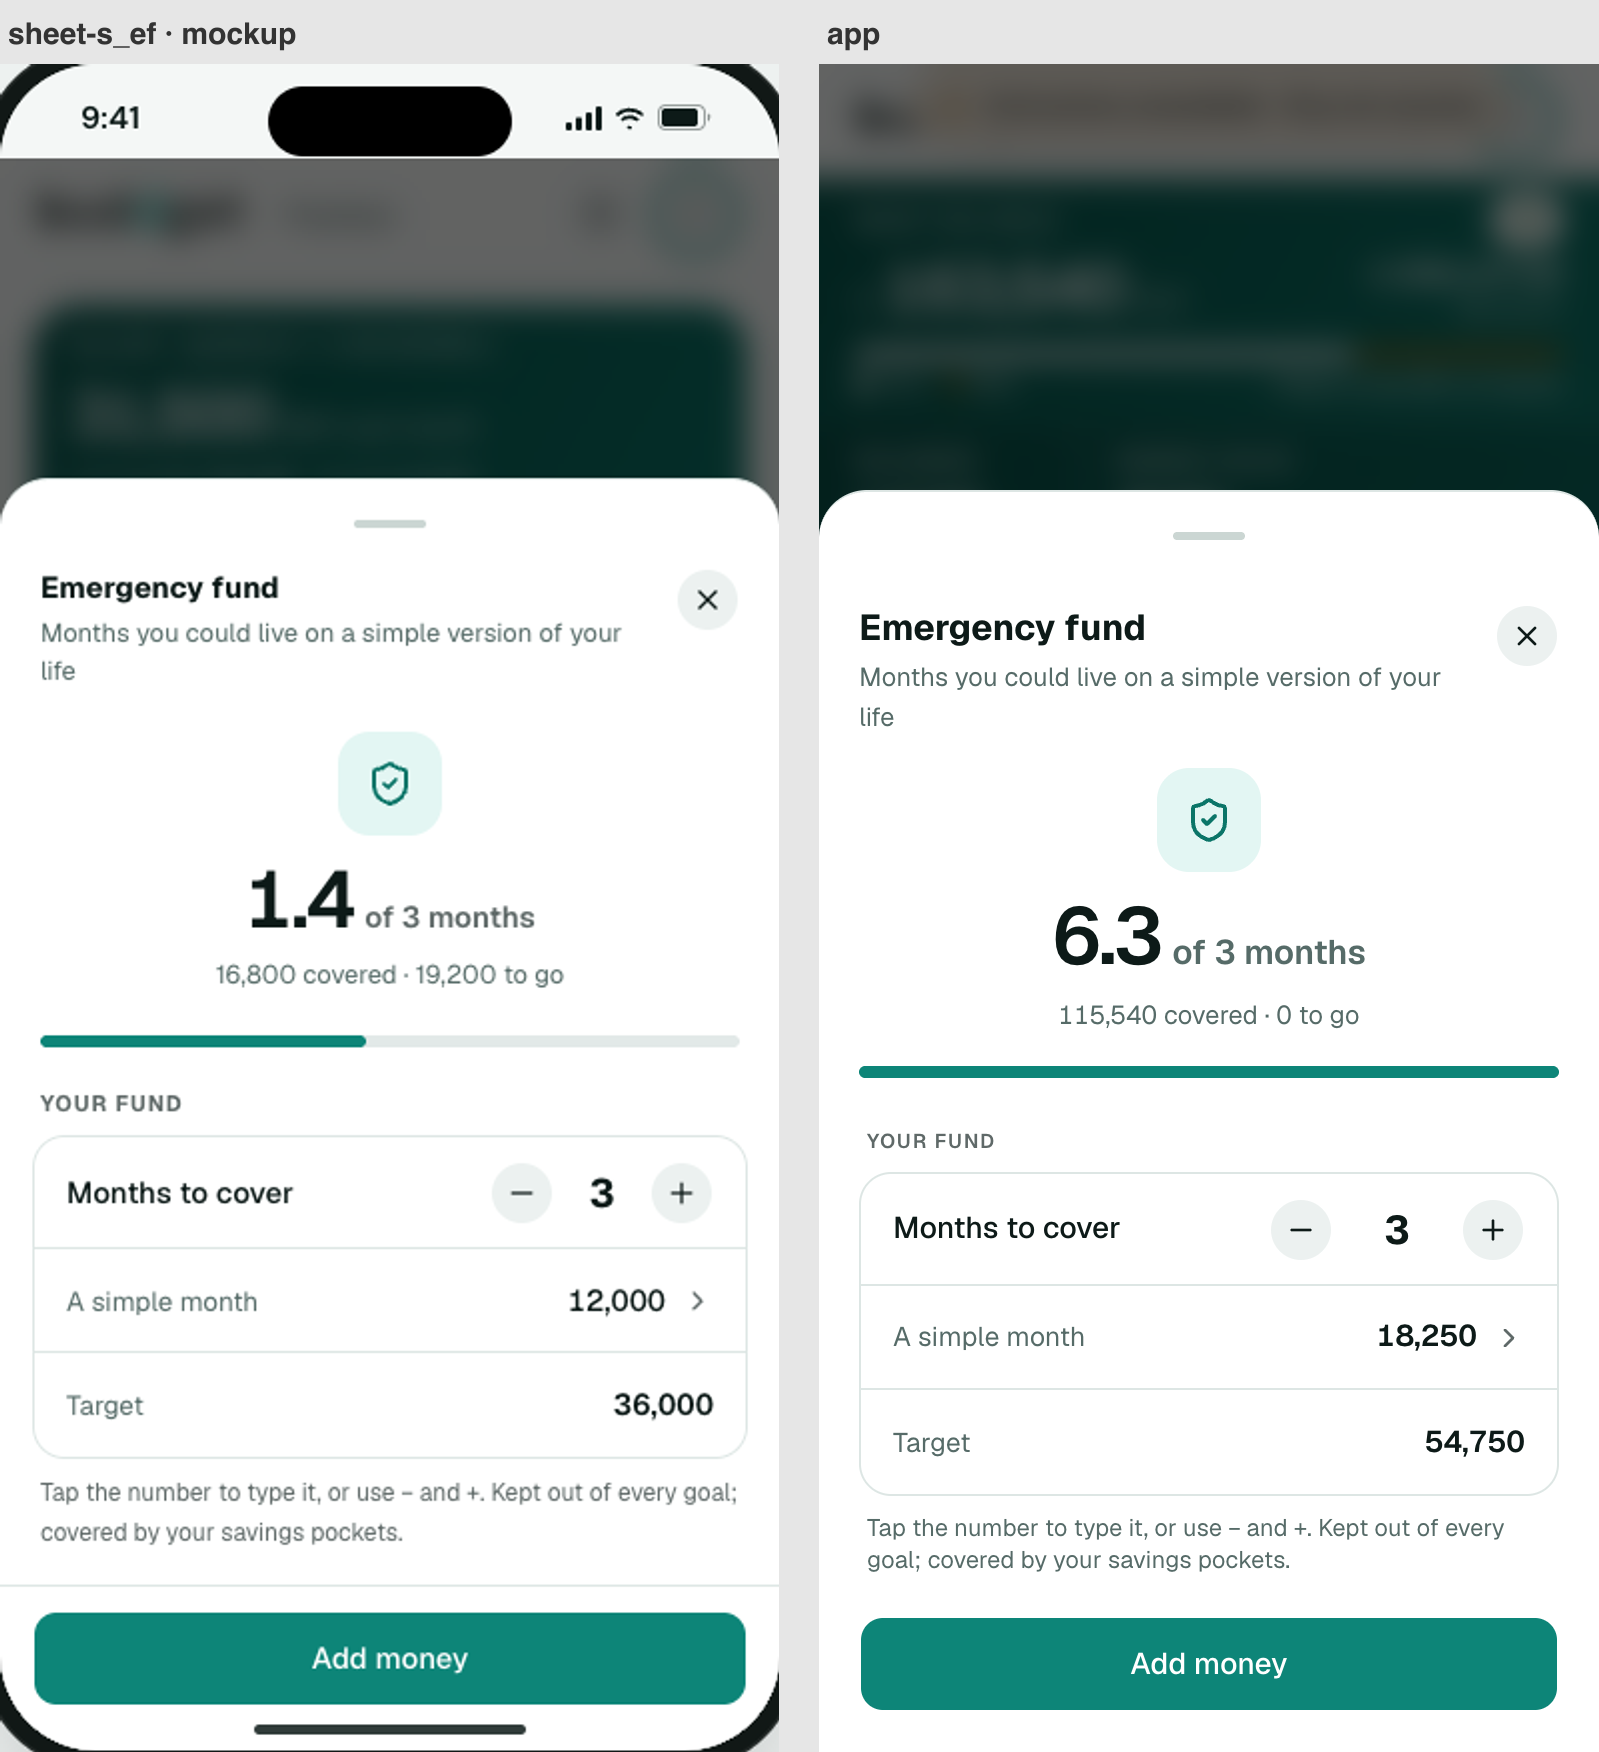 sheet-s_ef · mockup
9:41
Emergency fund
Months you could live on a simple version of your
life
1.4 of 3 months
16,800 covered · 19,200 to go
YOUR FUND
Months to cover − 3 +
A simple month 12,000
Target 36,000
Tap the number to type it, or use – and +. Kept out of every goal;
covered by your savings pockets.
Add money
app
Emergency fund
Months you could live on a simple version of your
life
6.3 of 3 months
115,540 covered · 0 to go
YOUR FUND
Months to cover − 3 +
A simple month 18,250
Target 54,750
Tap the number to type it, or use – and +. Kept out of every
goal; covered by your savings pockets.
Add money